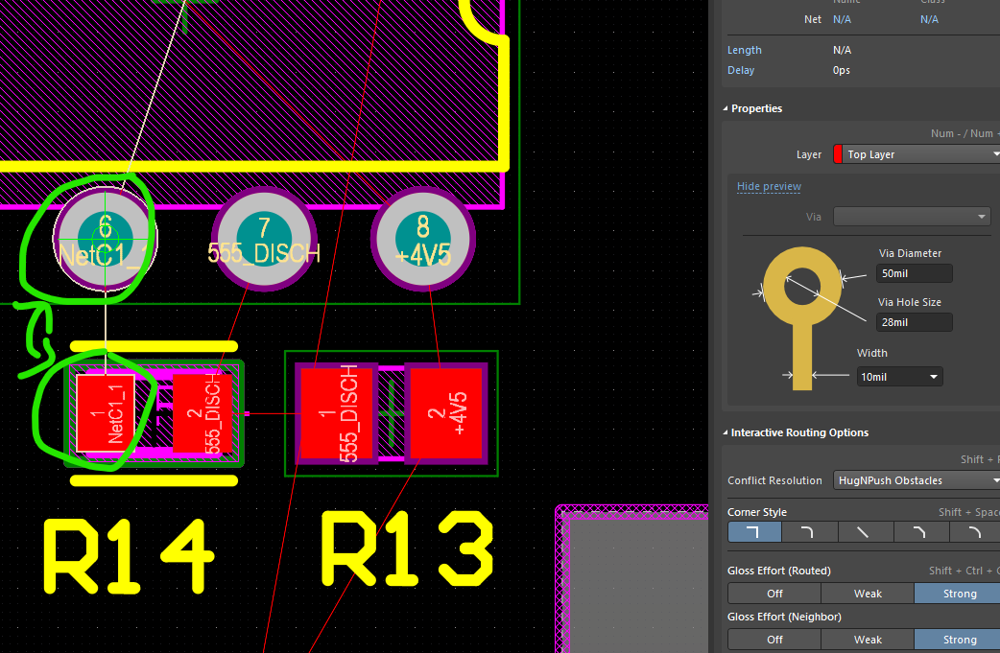 Net N/A N/A
Length N/A
Delay 0ps
Properties
Num - / Num +
Layer Top Layer
Hide preview
Via
Via Diameter
50mil
Via Hole Size
28mil
Width
10mil
Interactive Routing Options
Shift +
Conflict Resolution HugNPush Obstacles
Corner Style Shift + Spac
Gloss Effort (Routed) Shift + Ctrl +
Off Weak Strong
Gloss Effort (Neighbor)
Off Weak Strong
6
NetC1_1
7
555_DISCH
8
+4V5
1
NetC1_1
2
555_DISCH
1
555_DISCH
2
+4V5
R14
R13